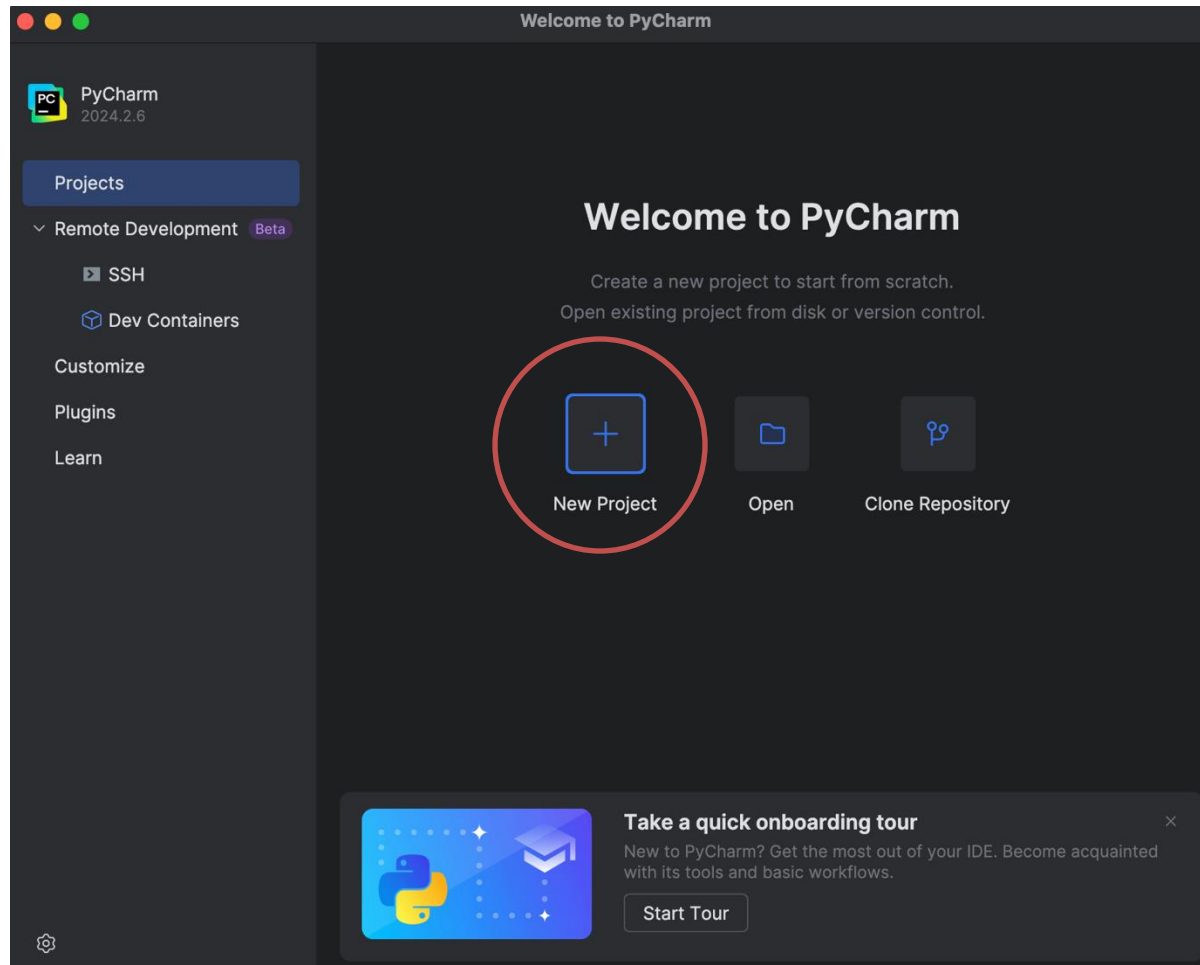 Welcome to PyCharm
PC
PyCharm
2024.2.6
Projects
Remote Development Beta
SSH
Dev Containers
Customize
Plugins
Learn
Welcome to PyCharm
Create a new project to start from scratch.
Open existing project from disk or version control.
New Project
Open
Clone Repository
Take a quick onboarding tour
New to PyCharm? Get the most out of your IDE. Become acquainted
with its tools and basic workflows.
Start Tour